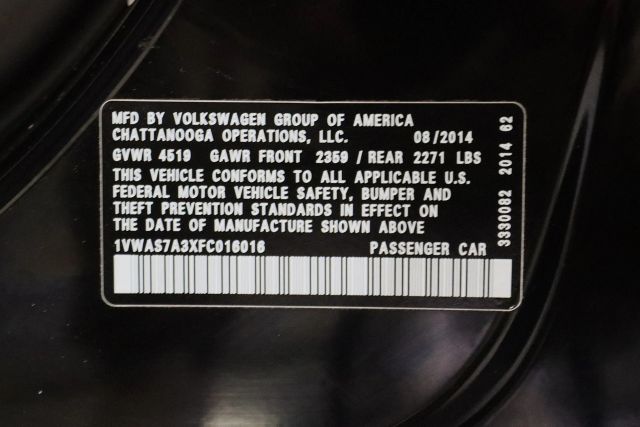 MFD BY VOLKSWAGEN GROUP OF AMERICA
CHATTANOOGA OPERATIONS, LLC. 08/2014
GVWR 4519 GAWR FRONT 2359 / REAR 2271 LBS
THIS VEHICLE CONFORMS TO ALL APPLICABLE U.S.
FEDERAL MOTOR VEHICLE SAFETY, BUMPER AND
THEFT PREVENTION STANDARDS IN EFFECT ON
THE DATE OF MANUFACTURE SHOWN ABOVE.
1VWAS7A3XFC016016 PASSENGER CAR
3330082 2014 62